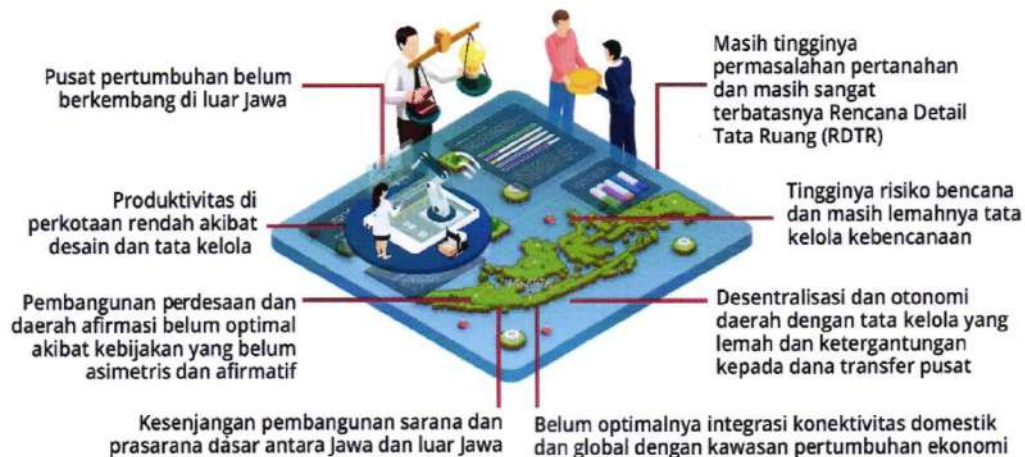 Pusat pertumbuhan belum
berkembang di luar Jawa
Produktivitas di
perkotaan rendah akibat
desain dan tata kelola
Pembangunan perdesaan dan
daerah afirmasi belum optimal
akibat kebijakan yang belum
asimetris dan afirmatif
Kesenjangan pembangunan sarana dan
prasarana dasar antara Jawa dan luar Jawa
Masih tingginya
permasalahan pertanahan
dan masih sangat
terbatasnya Rencana Detail
Tata Ruang (RDTR)
Tingginya risiko bencana
dan masih lemahnya tata
kelola kebencanaan
Desentralisasi dan otonomi
daerah dengan tata kelola yang
lemah dan ketergantungan
kepada dana transfer pusat
Belum optimalnya integrasi konektivitas domestik
dan global dengan kawasan pertumbuhan ekonomi